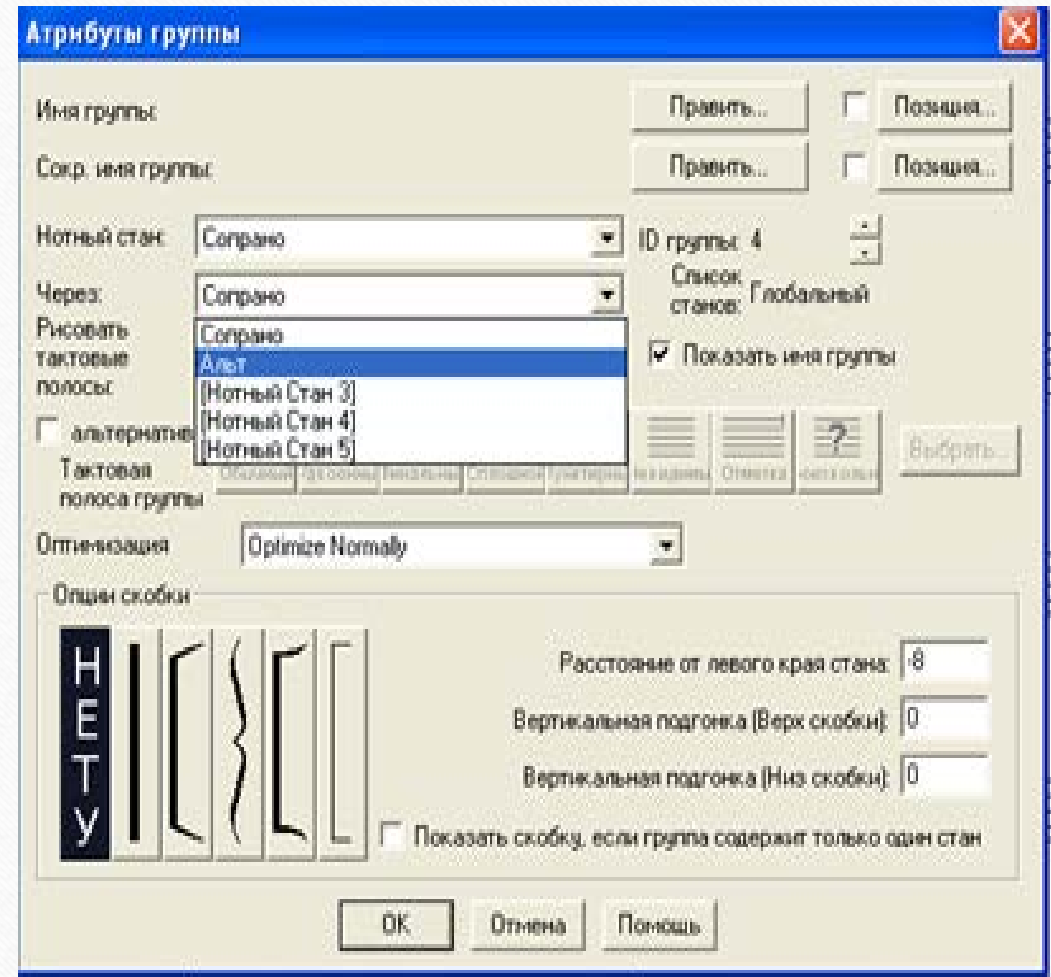 Атрибуты группы
Имя группы: Править... Позиция...
Сокр. имя группы: Править... Позиция...
Нотный стан: Сопрано ID группы: 4
Через: Сопрано Список станов: Глобальный
Рисовать
тактовые
полосы:
Сопрано
Альт
[Нотный Стан 3]
[Нотный Стан 4]
[Нотный Стан 5]
Показать имя группы
альтернатив
Тактовая
полоса группы
Обычный Сплошной Отметка ? Выбрать...
Оптимизация Optimize Normally
Опции скобки
НЕТУ
Расстояние от левого края стана: -8
Вертикальная подгонка (Верх скобки): 0
Вертикальная подгонка (Низ скобки): 0
Показать скобку, если группа содержит только один стан
OK Отмена Помощь